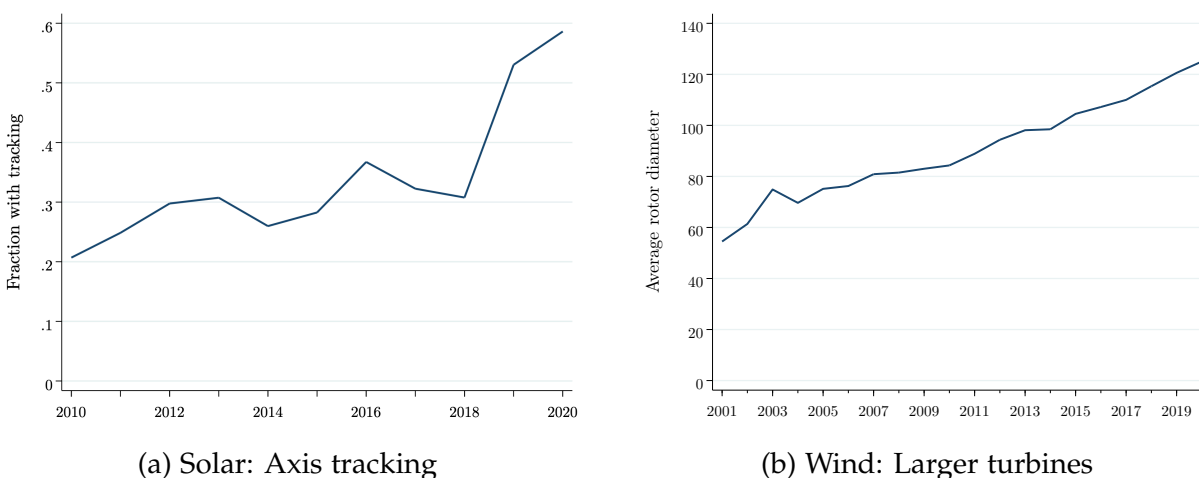 Fraction with tracking
.6
.5
.4
.3
.2
.1
0
2010 2012 2014 2016 2018 2020
(a) Solar: Axis tracking
Average rotor diameter
140
120
100
80
60
40
20
0
2001 2003 2005 2007 2009 2011 2013 2015 2017 2019
(b) Wind: Larger turbines